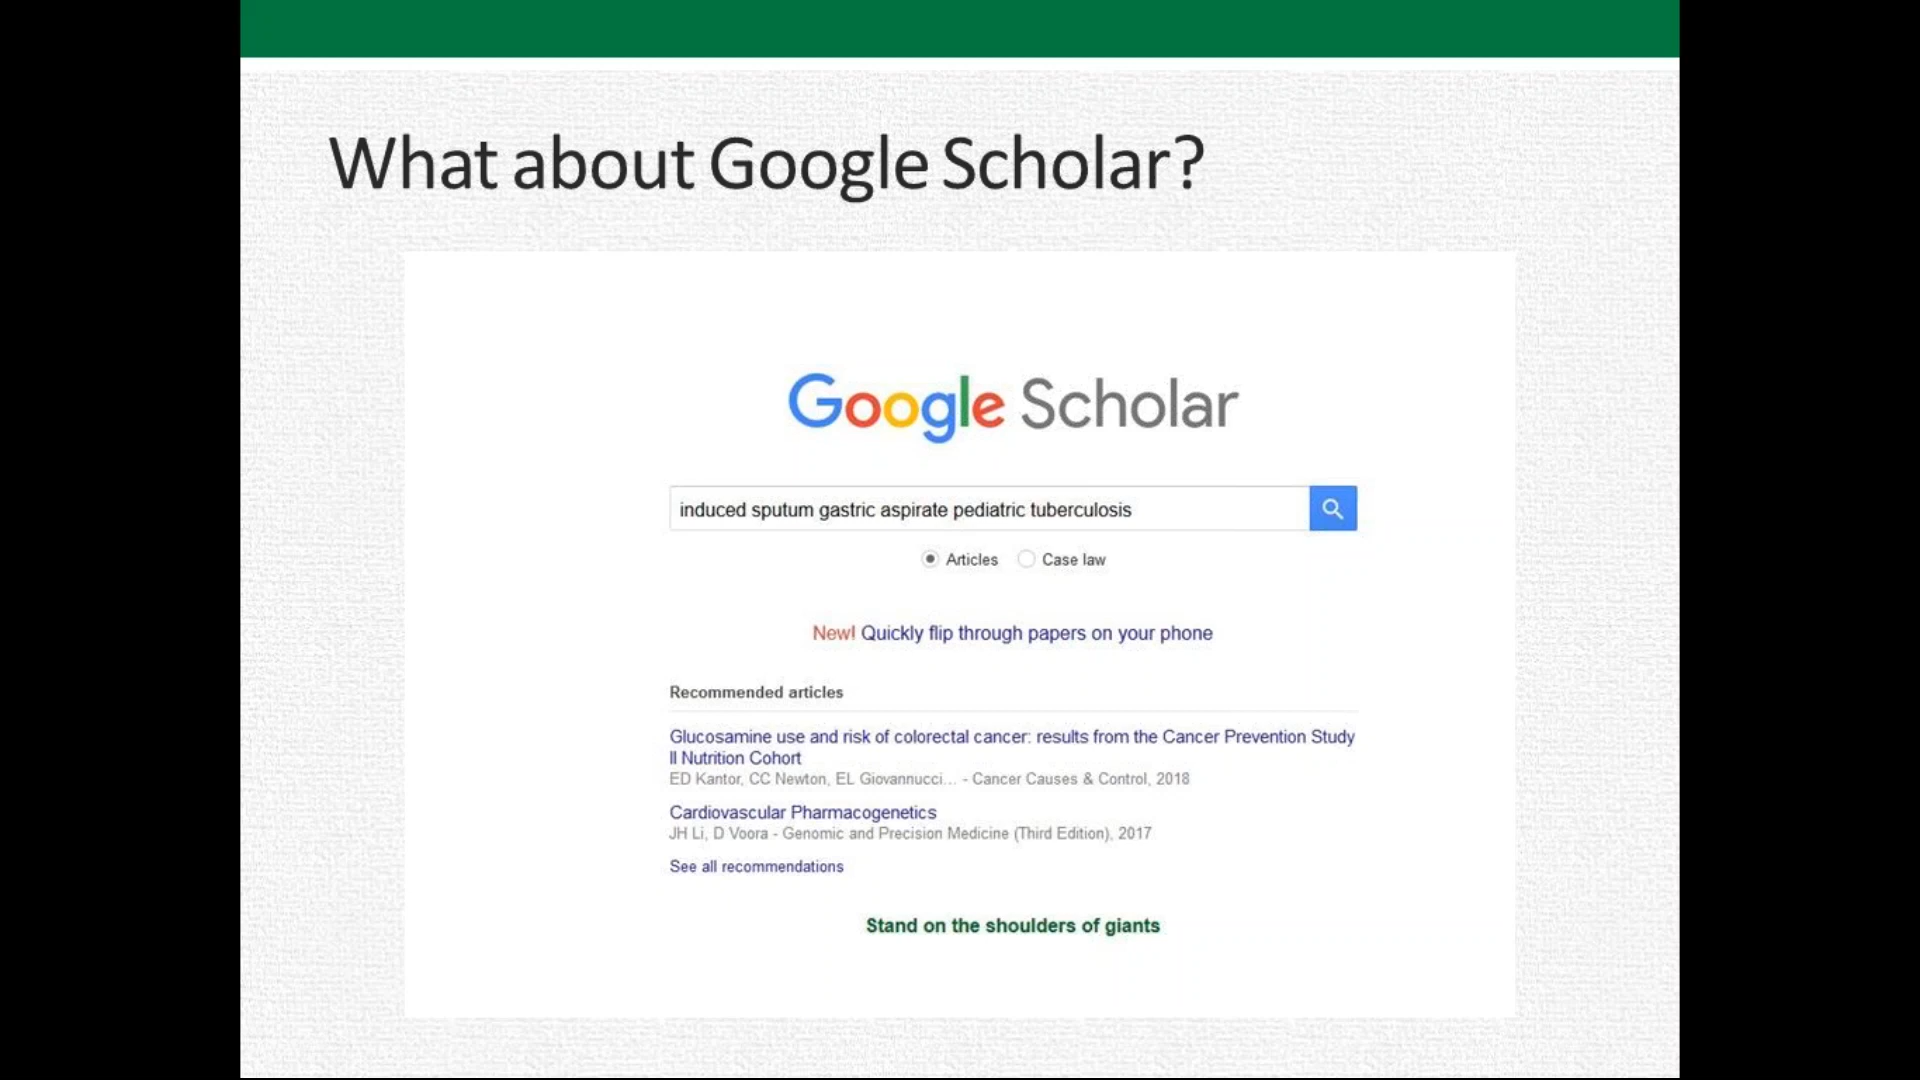 What about Google Scholar?
Google Scholar
induced sputum gastric aspirate pediatric tuberculosis
Articles Case law
New! Quickly flip through papers on your phone
Recommended articles
Glucosamine use and risk of colorectal cancer: results from the Cancer Prevention Study
II Nutrition Cohort
ED Kantor, CC Newton, EL Giovannucci... - Cancer Causes & Control, 2018
Cardiovascular Pharmacogenetics
JH Li, D Voora - Genomic and Precision Medicine (Third Edition), 2017
See all recommendations
Stand on the shoulders of giants